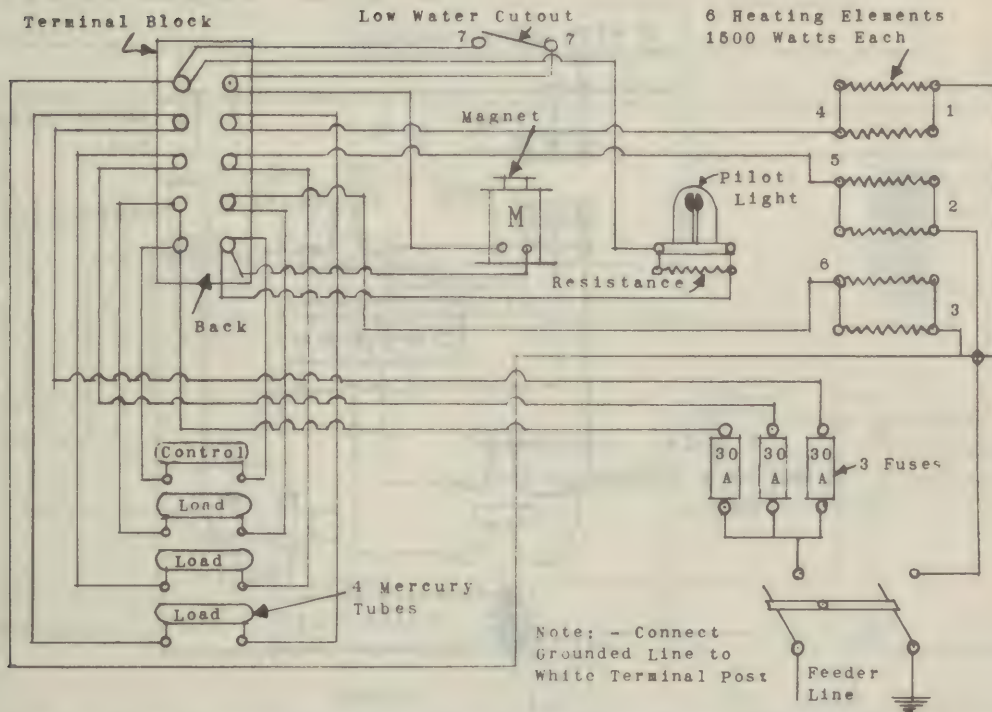 Terminal Block
Low Water Cutout
7 7
6 Heating Elements
1500 Watts Each
4 1
Magnet
M
5
Pilot
Light
2
6
Resistance
3
Back
(Control)
30 30 30
A A A
3 Fuses
Load
Load
Load
4 Mercury
Tubes
Note: - Connect
Grounded Line to
White Terminal Post
Feeder
Line